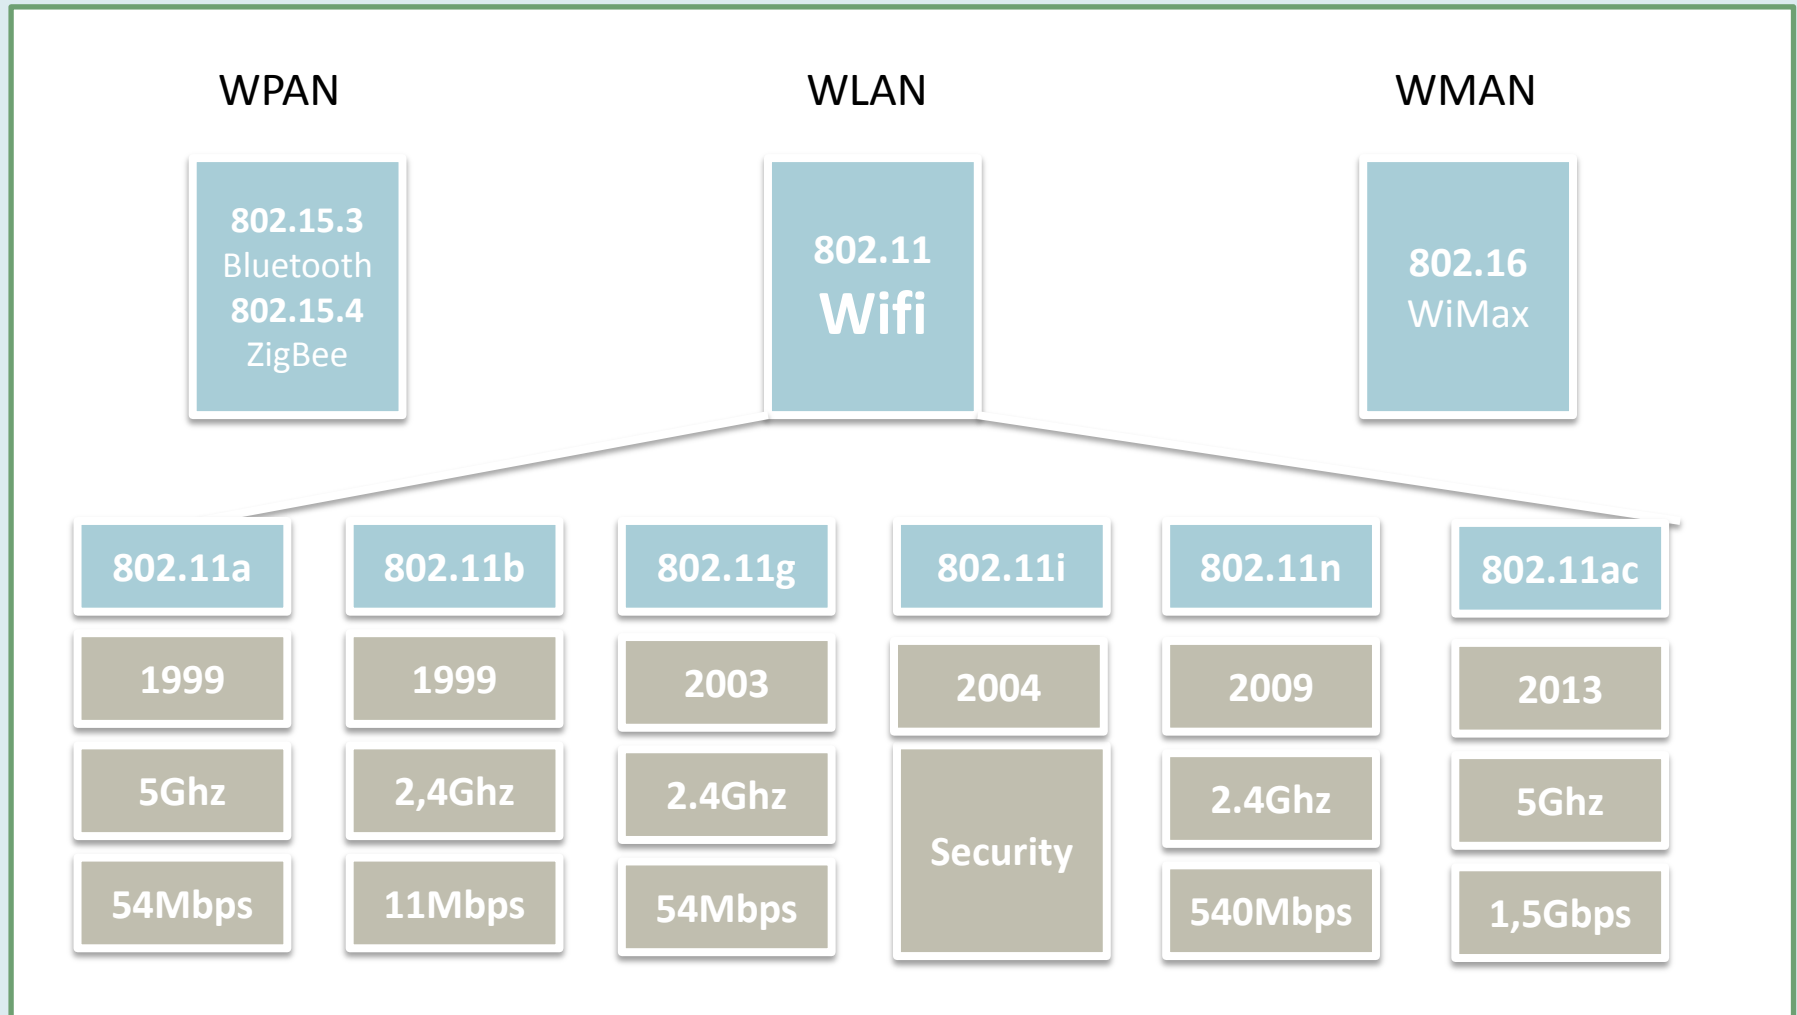 WPAN
WLAN
WMAN
802.15.3
Bluetooth
802.15.4
ZigBee
802.11
Wifi
802.16
WiMax
802.11a
802.11b
802.11g
802.11i
802.11n
802.11ac
1999
1999
2003
2004
2009
2013
5Ghz
2,4Ghz
2.4Ghz
Security
2.4Ghz
5Ghz
54Mbps
11Mbps
54Mbps
540Mbps
1,5Gbps